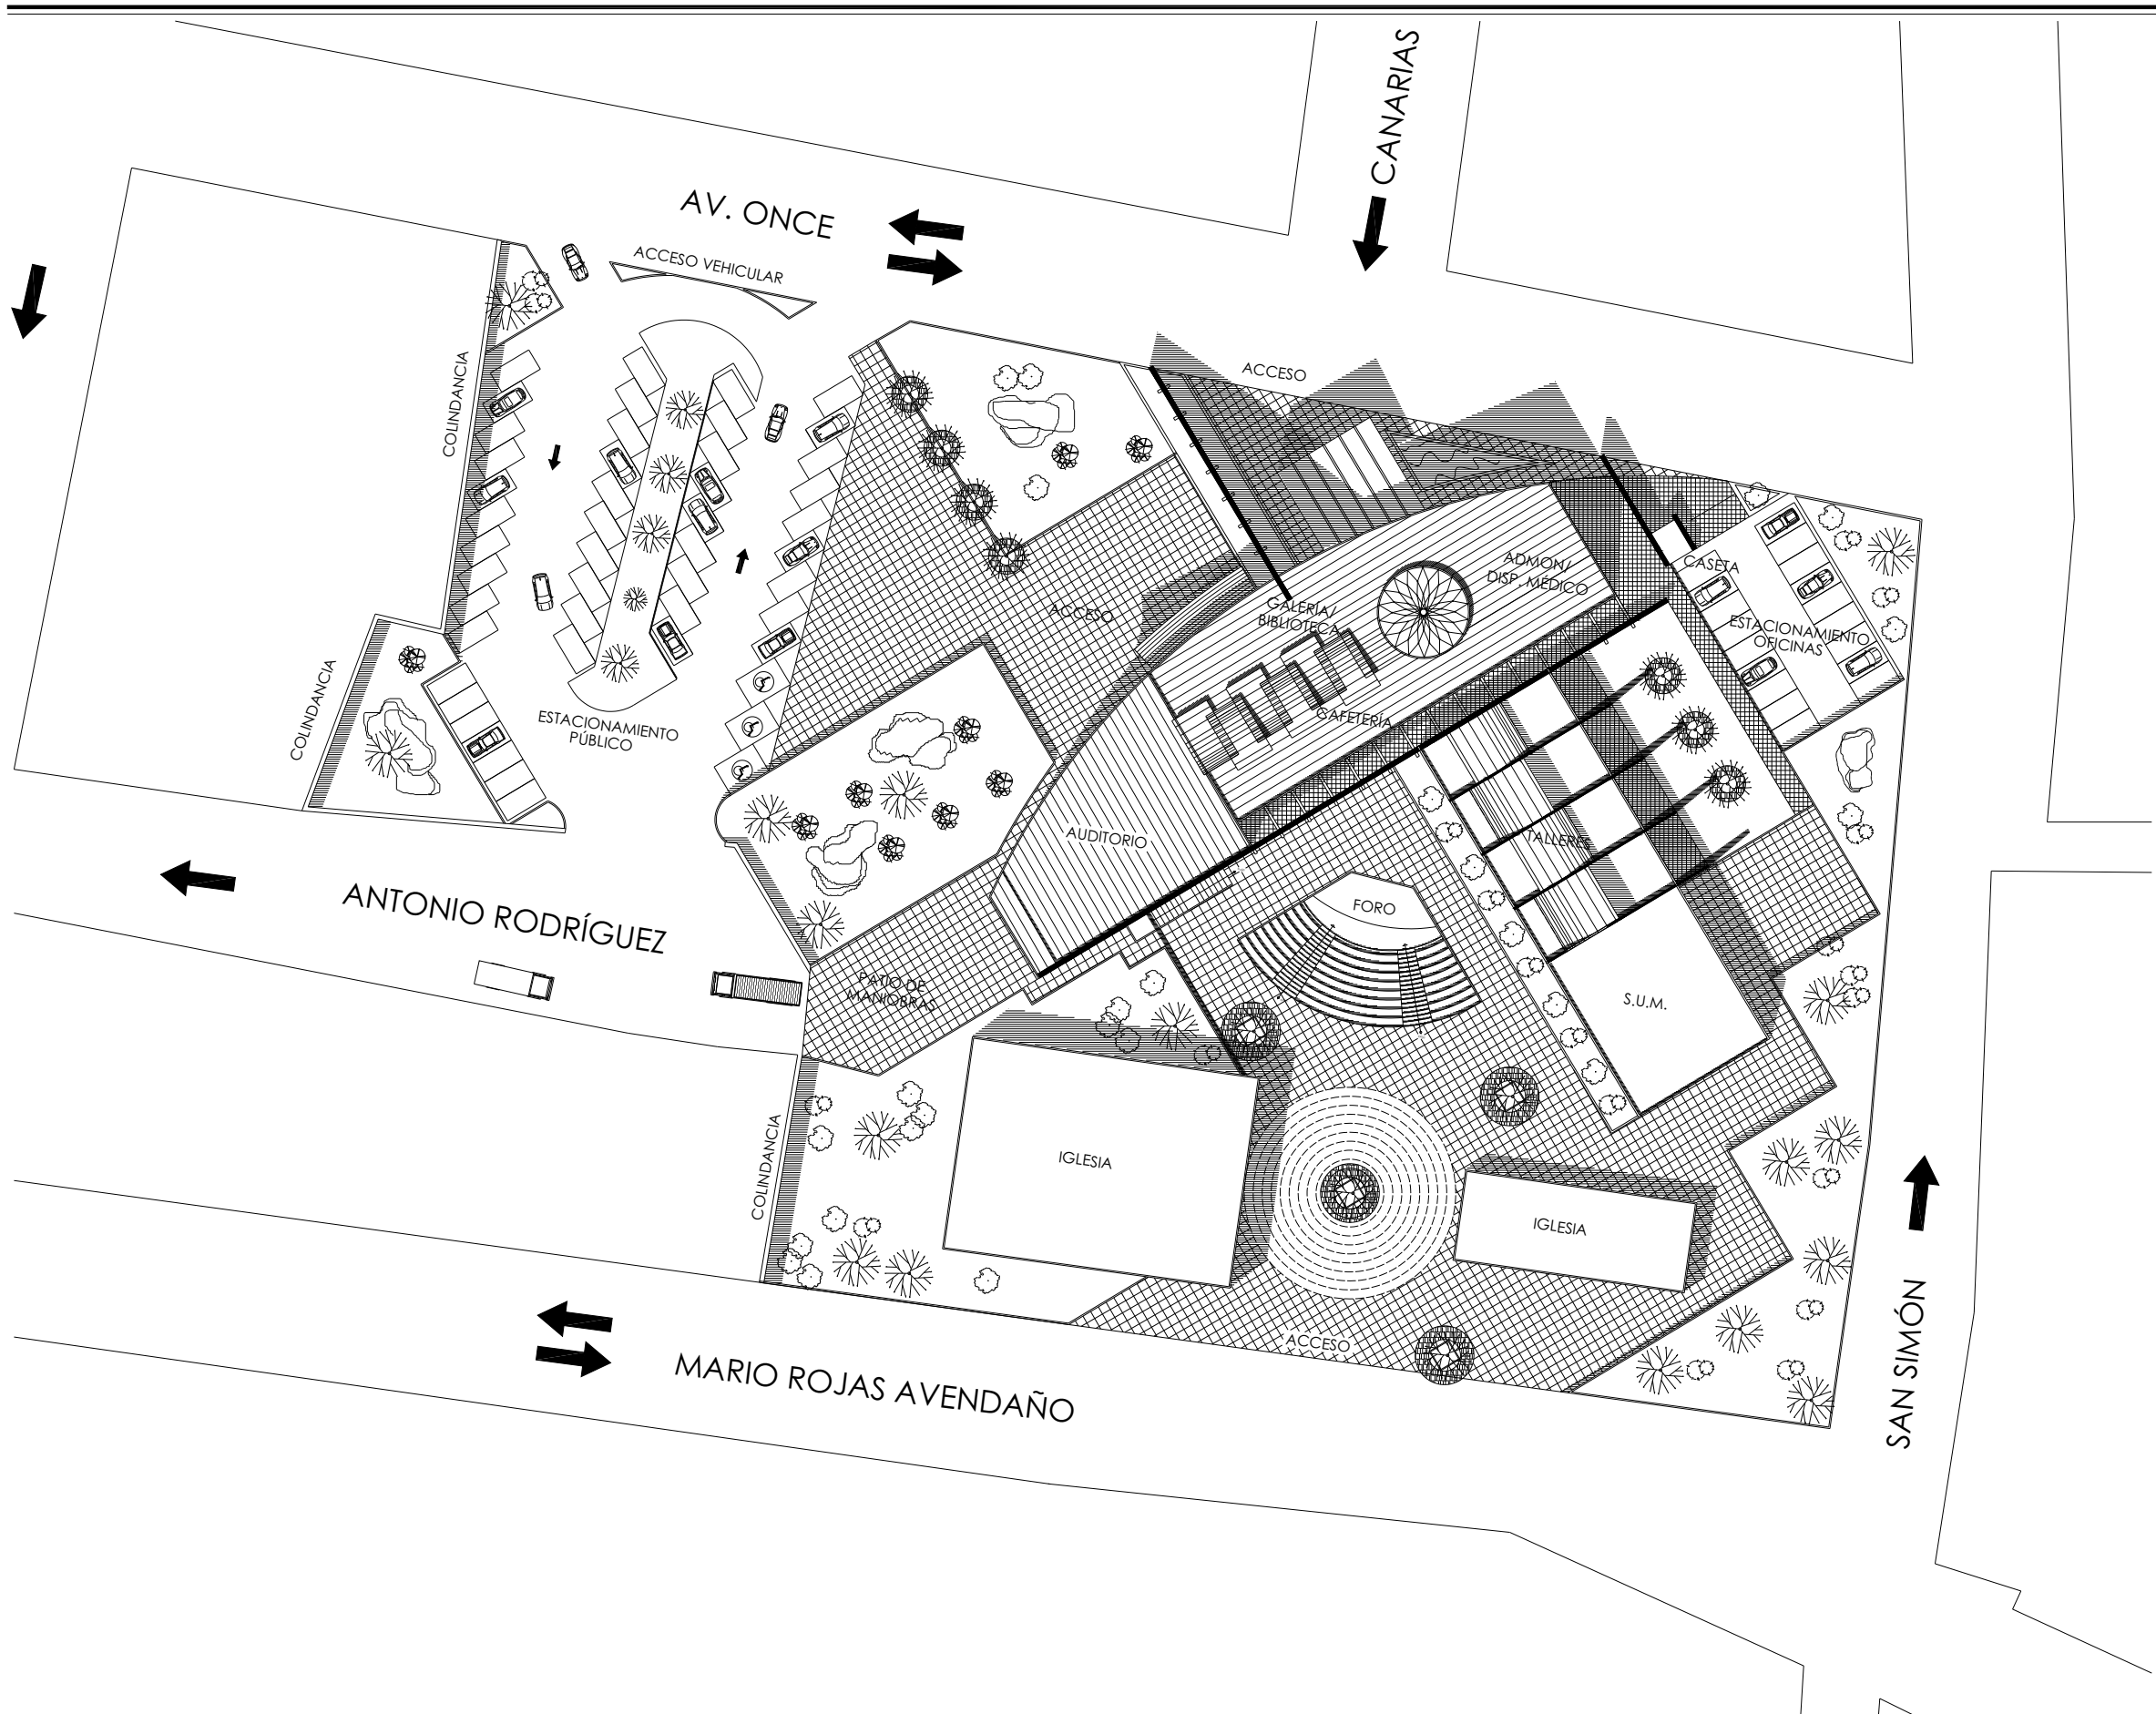 CANARIAS
AV. ONCE
ACCESO VEHICULAR
ACCESO
COLINDANCIA
ADMON/
DISP. MÉDICO
CASETA
GALERÍA/
BIBLIOTECA
ACCESO
ESTACIONAMIENTO
OFICINAS
COLINDANCIA
ESTACIONAMIENTO
PÚBLICO
CAFETERÍA
AUDITORIO
TALLERES
ANTONIO RODRÍGUEZ
FORO
PATIO DE
MANIOBRAS
S.U.M.
COLINDANCIA
IGLESIA
IGLESIA
ACCESO
SAN SIMÓN
MARIO ROJAS AVENDAÑO